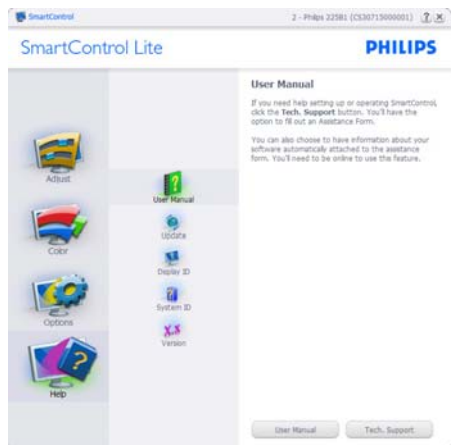 SmartControl
2 - Philips 225B1 (CS30715000001)
SmartControl Lite
PHILIPS
Adjust
Color
Options
Help
User Manual
Update
Display ID
System ID
Version
User Manual
If you need help setting up or operating SmartControl,
click the Tech. Support button. You'll have the
option to fill out an Assistance Form.
You can also choose to have information about your
software automatically attached to the assistance
form. You'll need to be online to use this feature.
User Manual
Tech. Support